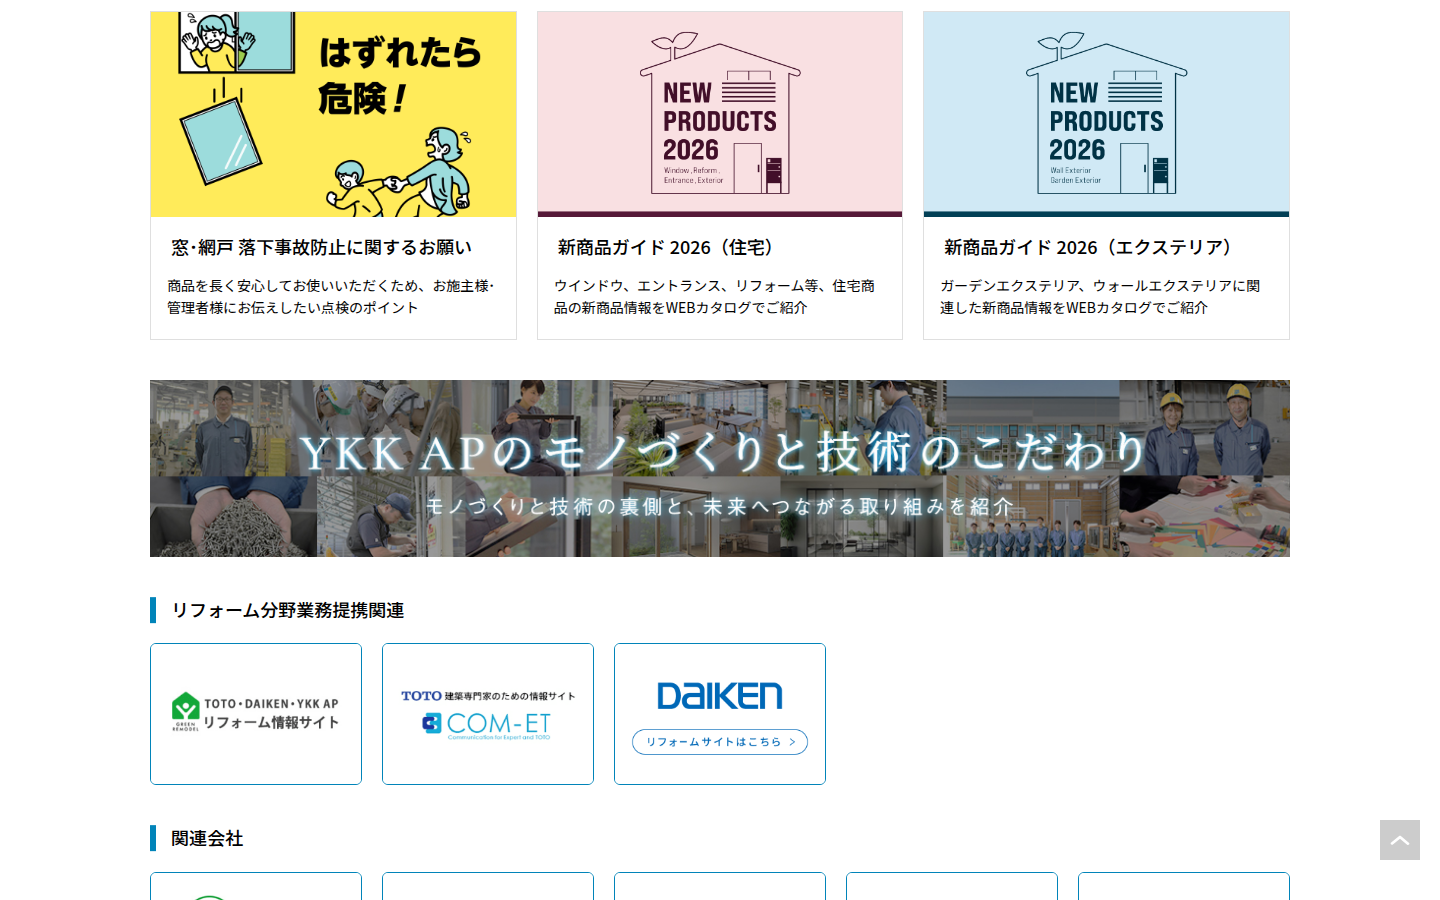 はずれたら
危険!
窓･網戸 落下事故防止に関するお願い
商品を長く安心してお使いいただくため、お施主様･
管理者様にお伝えしたい点検のポイント
NEW
PRODUCTS
2026
Window , Reform ,
Entrance , Exterior
新商品ガイド 2026（住宅）
ウインドウ、エントランス、リフォーム等、住宅商
品の新商品情報をWEBカタログでご紹介
NEW
PRODUCTS
2026
Wall Exterior
Garden Exterior
新商品ガイド 2026（エクステリア）
ガーデンエクステリア、ウォールエクステリアに関
連した新商品情報をWEBカタログでご紹介
YKK APのモノづくりと技術のこだわり
モノづくりと技術の裏側と、未来へつながる取り組みを紹介
リフォーム分野業務提携関連
GREEN
REMODEL
TOTO・DAIKEN・YKK AP
リフォーム情報サイト
TOTO 建築専門家のための情報サイト
COM-ET
Communication for Expert and TOTO
DAIKEN
リフォームサイトはこちら
関連会社